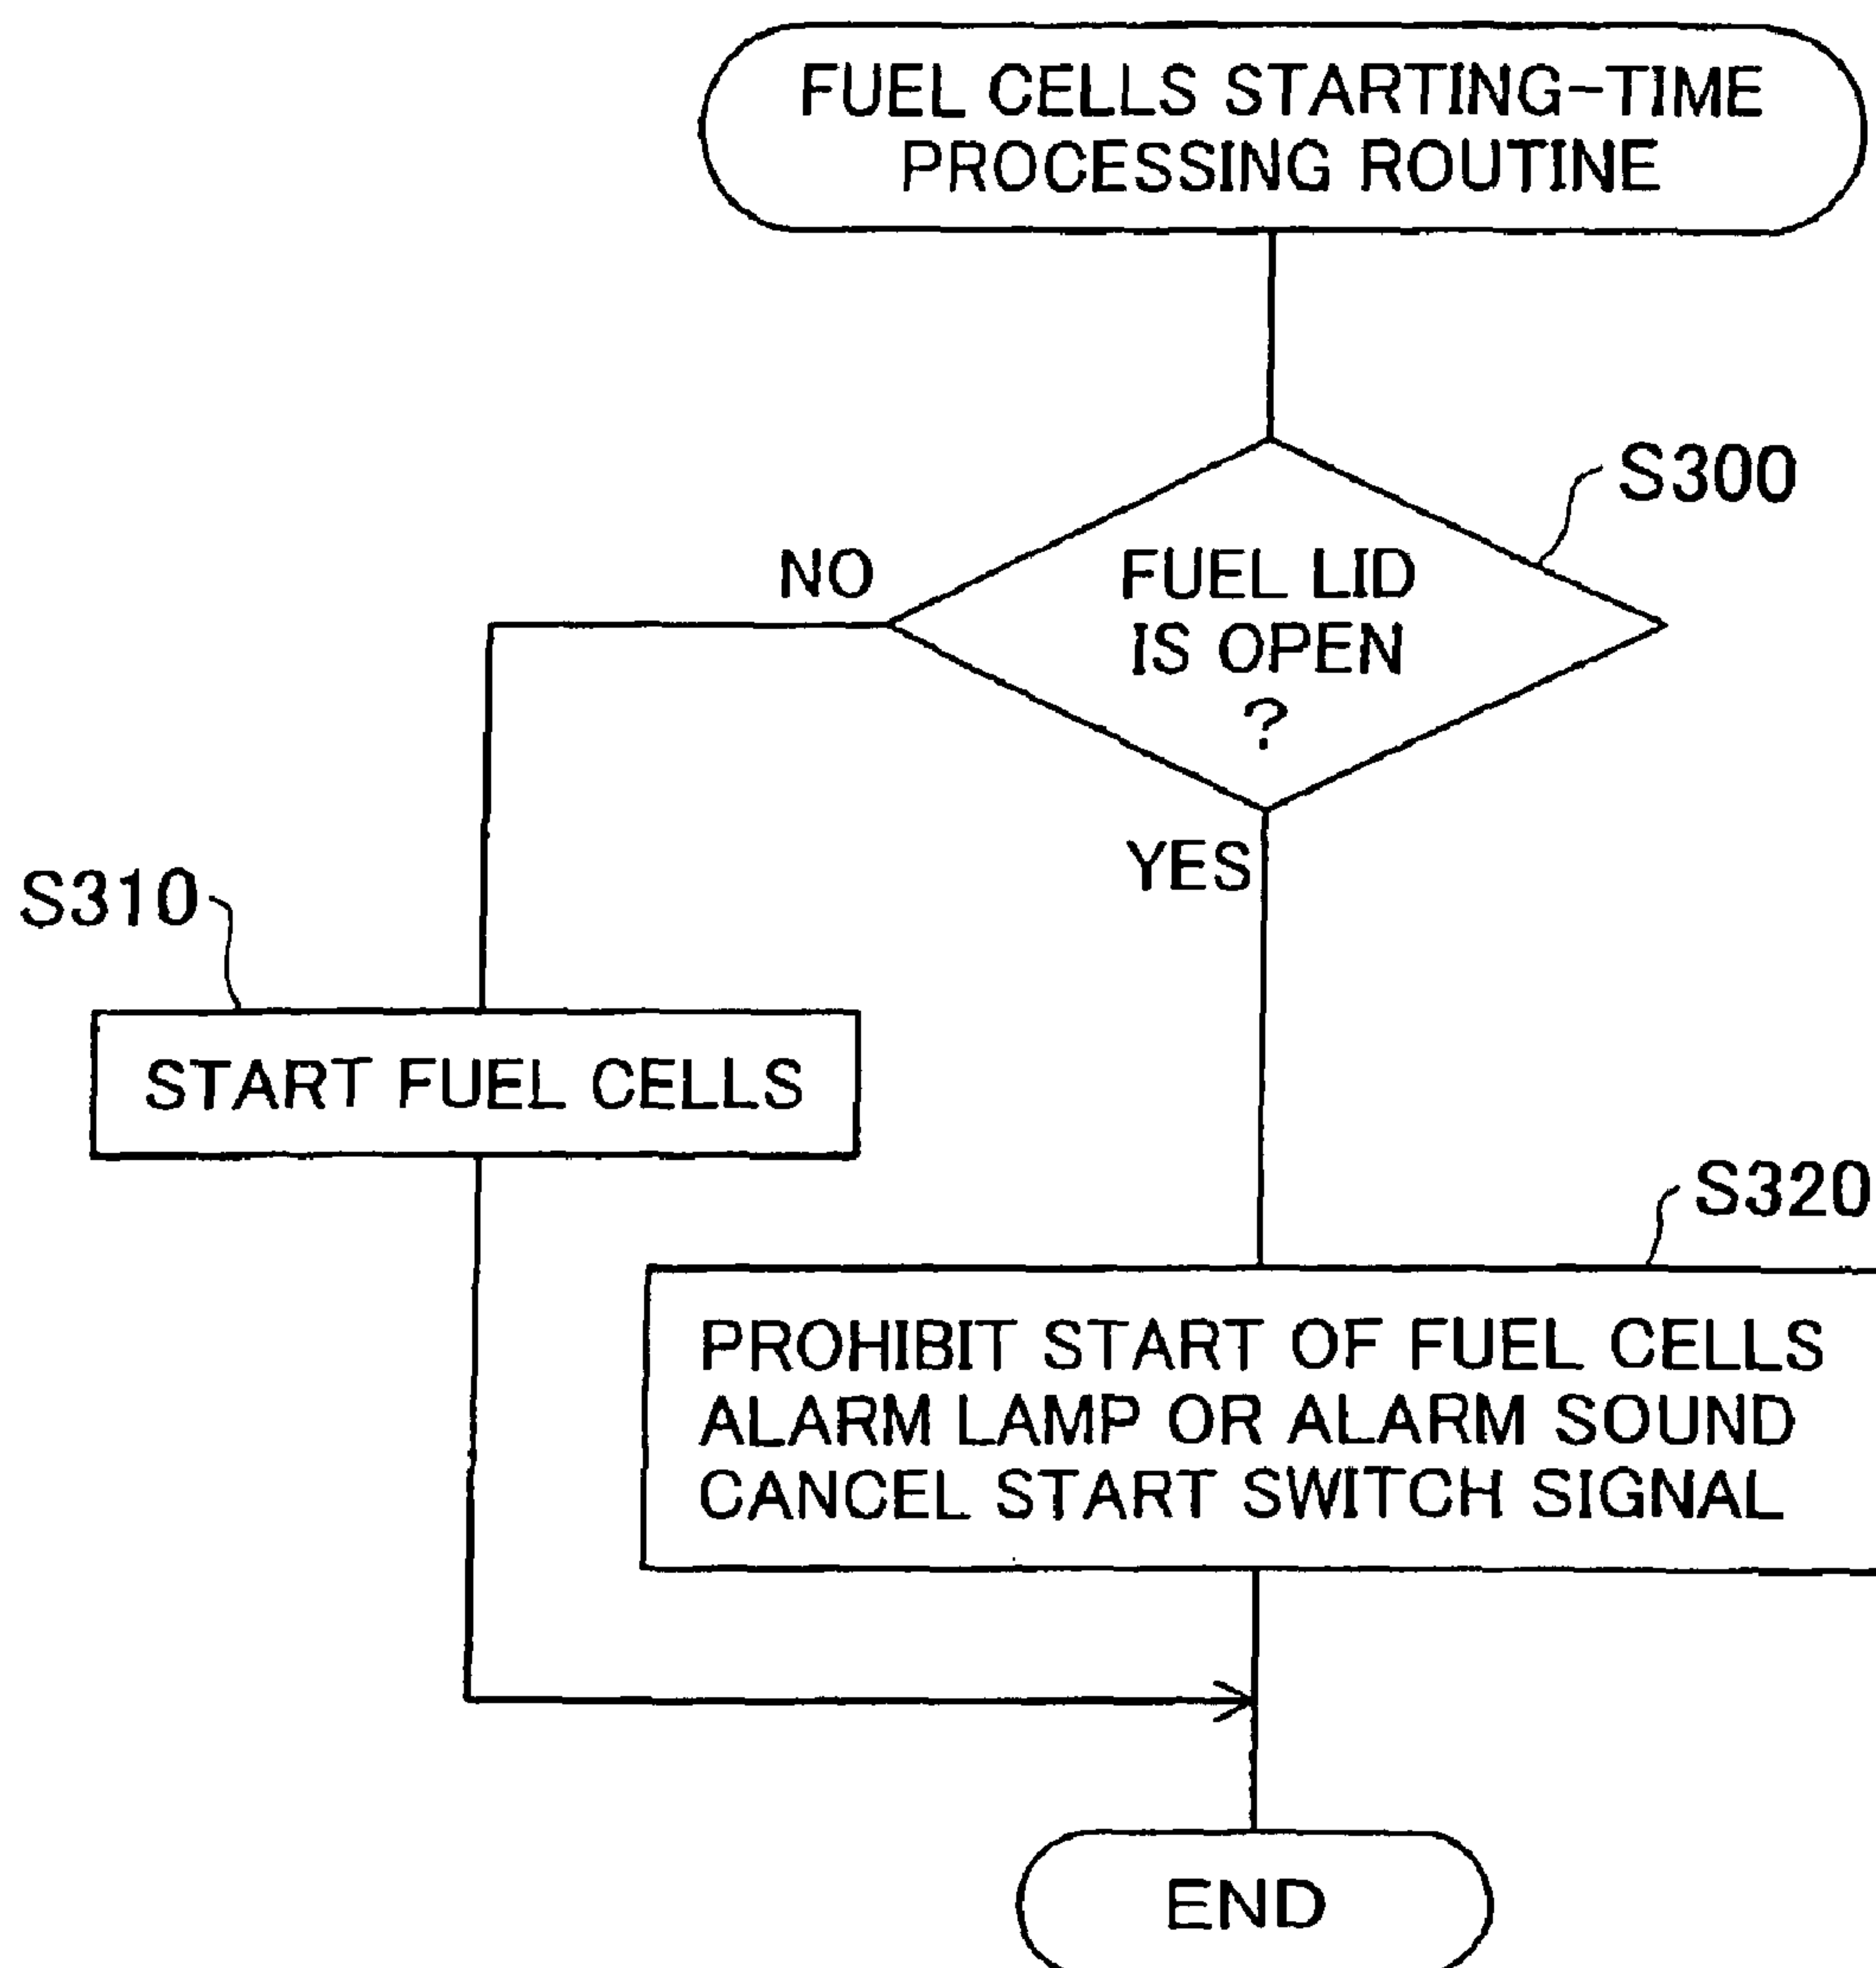 FUEL CELLS STARTING-TIME
PROCESSING ROUTINE
S300
NO
FUEL LID
IS OPEN
?
YES
S310
START FUEL CELLS
S320
PROHIBIT START OF FUEL CELLS
ALARM LAMP OR ALARM SOUND
CANCEL START SWITCH SIGNAL
END